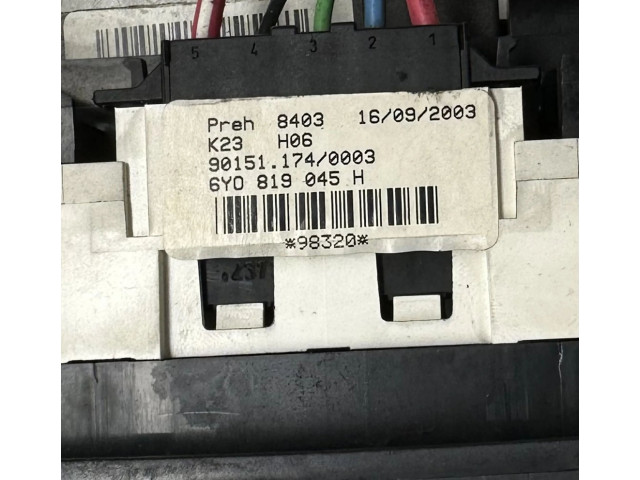 5 4 3 2 1
Preh 8403 16/09/2003
K23 H06
90151.174/0003
6Y0 819 045 H
*98320*